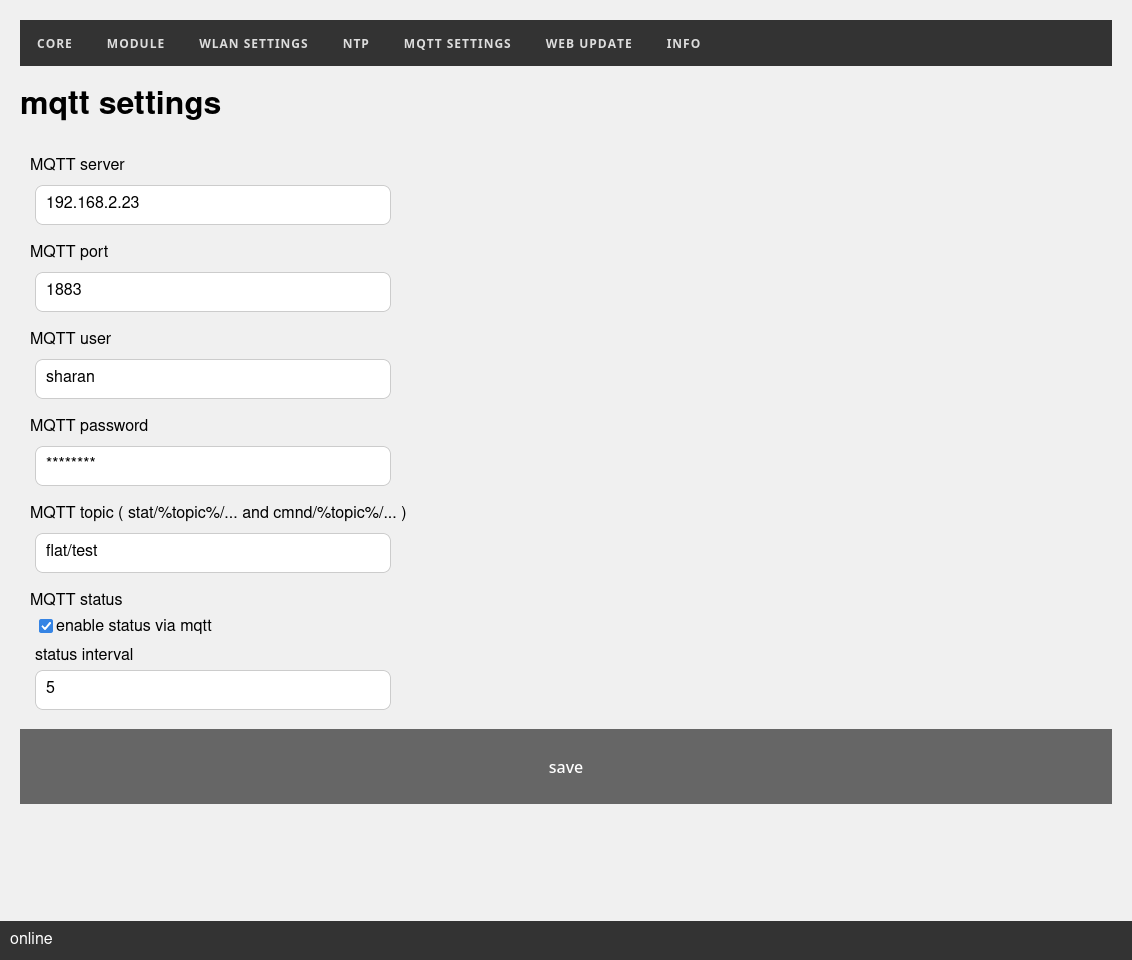 CORE MODULE WLAN SETTINGS NTP MQTT SETTINGS WEB UPDATE INFO
mqtt settings
MQTT server
192.168.2.23
MQTT port
1883
MQTT user
sharan
MQTT password
********
MQTT topic ( stat/%topic%/... and cmnd/%topic%/... )
flat/test
MQTT status
enable status via mqtt
status interval
5
save
online